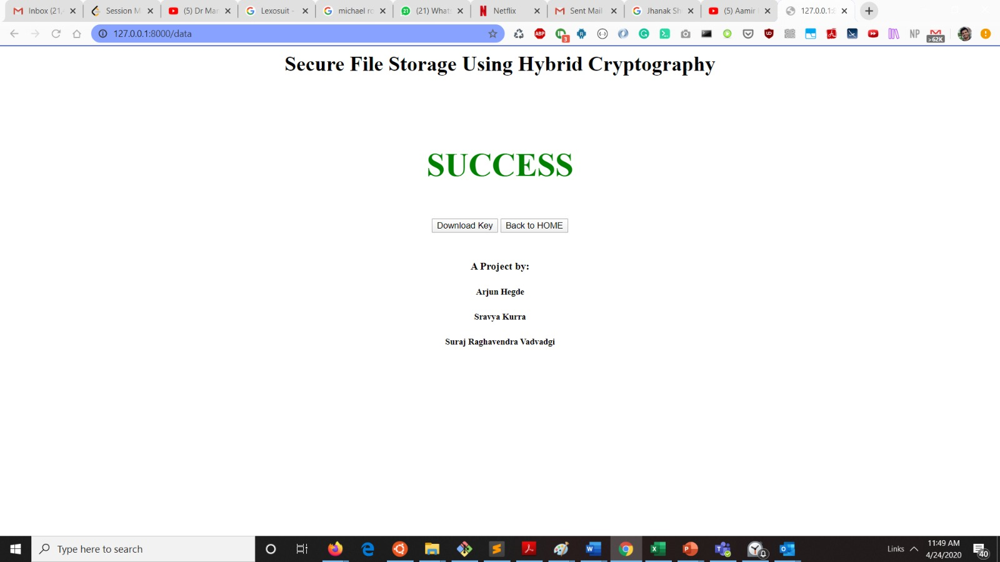 Inbox (21,
Session M
(5) Dr Mar
Lexosuit -
michael ro
(21) What
Netflix
Sent Mail
Jhanak Sh
(5) Aamir
127.0.0.1:8
127.0.0.1:8000/data
ABP
3
NP
>62K
Secure File Storage Using Hybrid Cryptography
SUCCESS
Download Key
Back to HOME
A Project by:
Arjun Hegde
Sravya Kurra
Suraj Raghavendra Vadvadgi
Type here to search
Links
11:49 AM
4/24/2020
40